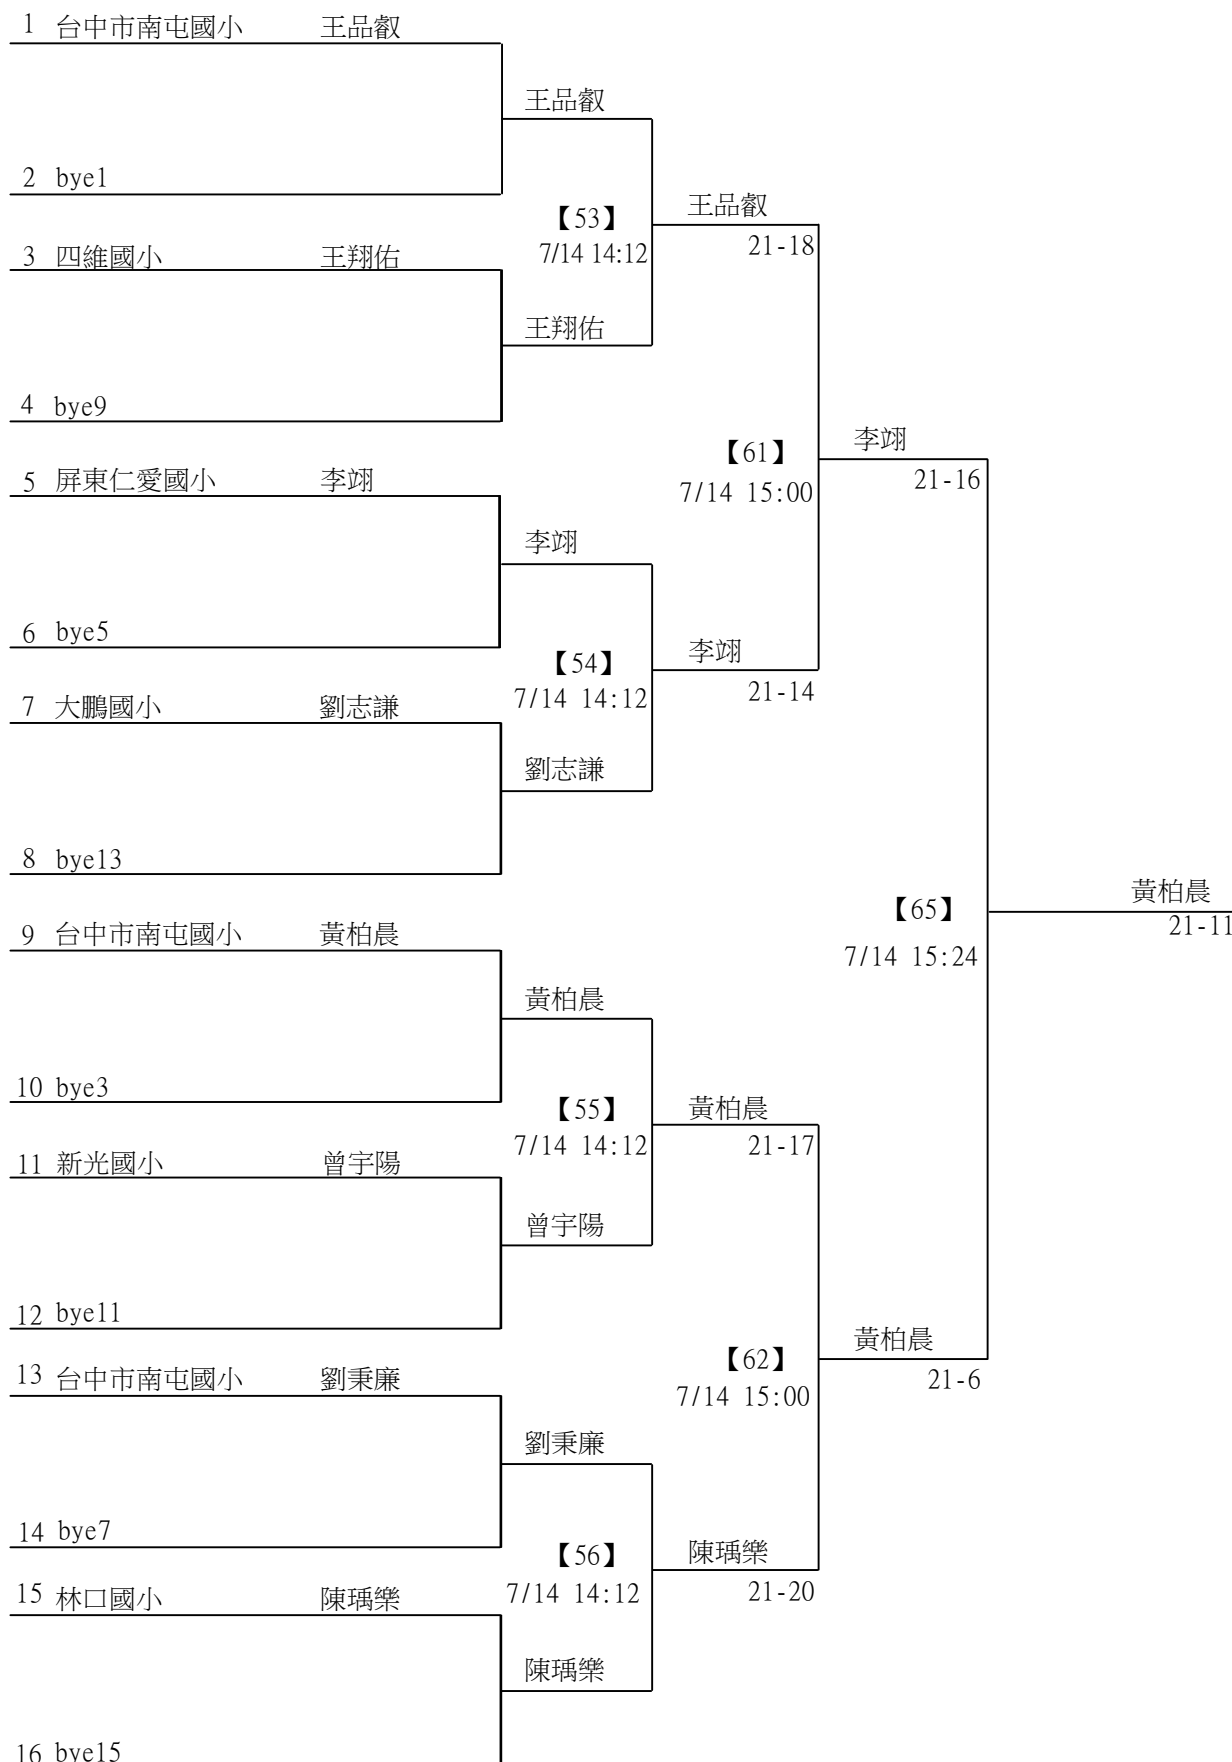 1 台中市南屯國小 王品叡
王品叡
2 bye1
【53】
7/14 14:12
王品叡
21-18
3 四維國小 王翔佑
王翔佑
4 bye9
【61】
7/14 15:00
李翊
21-16
5 屏東仁愛國小 李翊
李翊
6 bye5
【54】
7/14 14:12
李翊
21-14
7 大鵬國小 劉志謙
劉志謙
8 bye13
【65】
7/14 15:24
黃柏晨
21-11
9 台中市南屯國小 黃柏晨
黃柏晨
10 bye3
【55】
7/14 14:12
黃柏晨
21-17
11 新光國小 曾宇陽
曾宇陽
12 bye11
【62】
7/14 15:00
黃柏晨
21-6
13 台中市南屯國小 劉秉廉
劉秉廉
14 bye7
【56】
7/14 14:12
陳瑀樂
21-20
15 林口國小 陳瑀樂
陳瑀樂
16 bye15